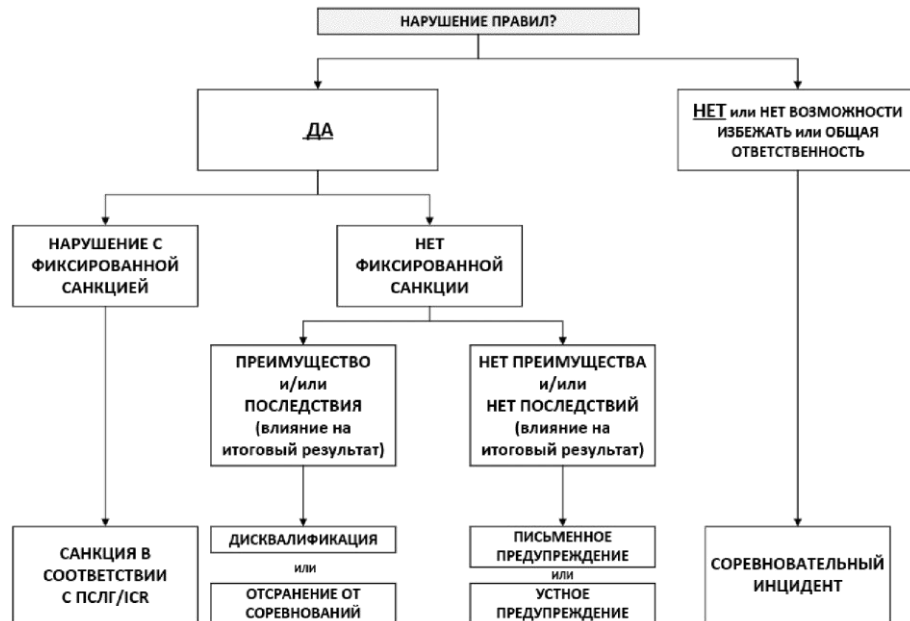 НАРУШЕНИЕ ПРАВИЛ?
ДА
НЕТ или НЕТ ВОЗМОЖНОСТИ
ИЗБЕЖАТЬ или ОБЩАЯ
ОТВЕТСТВЕННОСТЬ
НАРУШЕНИЕ С
ФИКСИРОВАННОЙ
САНКЦИЕЙ
НЕТ
ФИКСИРОВАННОЙ
САНКЦИИ
ПРЕИМУЩЕСТВО
и/или
ПОСЛЕДСТВИЯ
(влияние на
итоговый результат)
НЕТ ПРЕИМУЩЕСТВА
и/или
НЕТ ПОСЛЕДСТВИЙ
(влияние на
итоговый результат)
САНКЦИЯ В
СООТВЕТСТВИИ
С ПСЛГ/ICR
ДИСКВАЛИФИКАЦИЯ
или
ОТСРАНЕНИЕ ОТ
СОРЕВНОВАНИЙ
ПИСЬМЕННОЕ
ПРЕДУПРЕЖДЕНИЕ
или
УСТНОЕ
ПРЕДУПРЕЖДЕНИЕ
СОРЕВНОВАТЕЛЬНЫЙ
ИНЦИДЕНТ